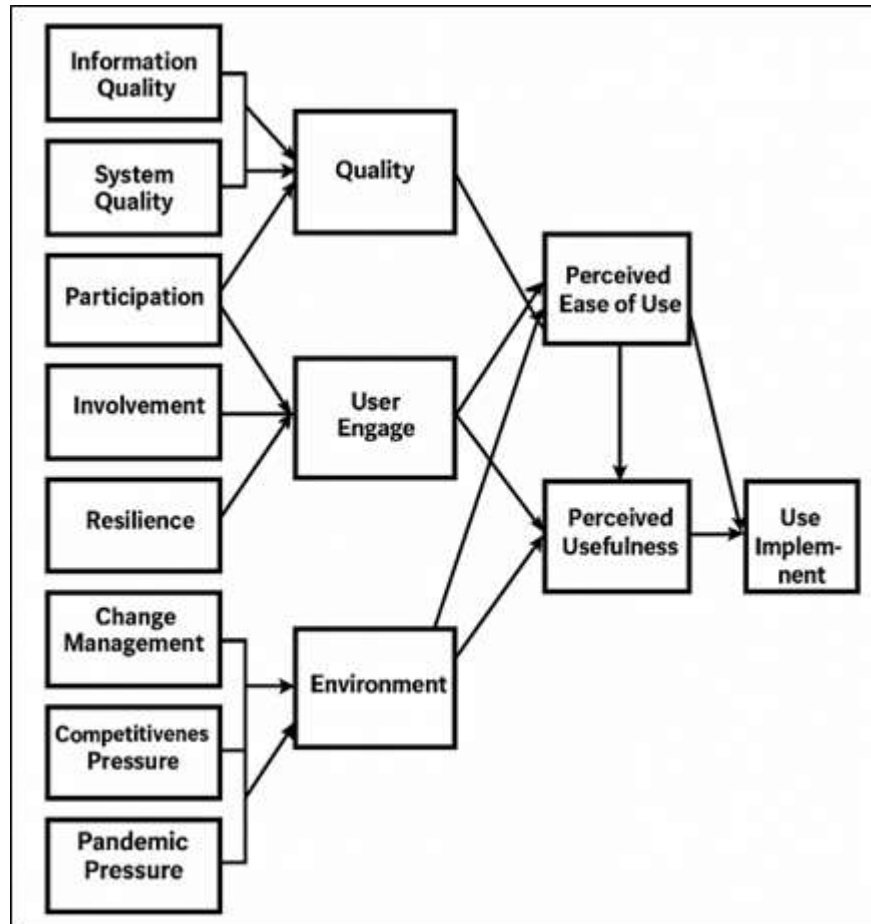 Information
Quality
System
Quality
Participation
Involvement
Resilience
Change
Management
Competitivenes
Pressure
Pandemic
Pressure
Quality
User
Engage
Environment
Perceived
Ease of Use
Perceived
Usefulness
Use
Implem-
nent